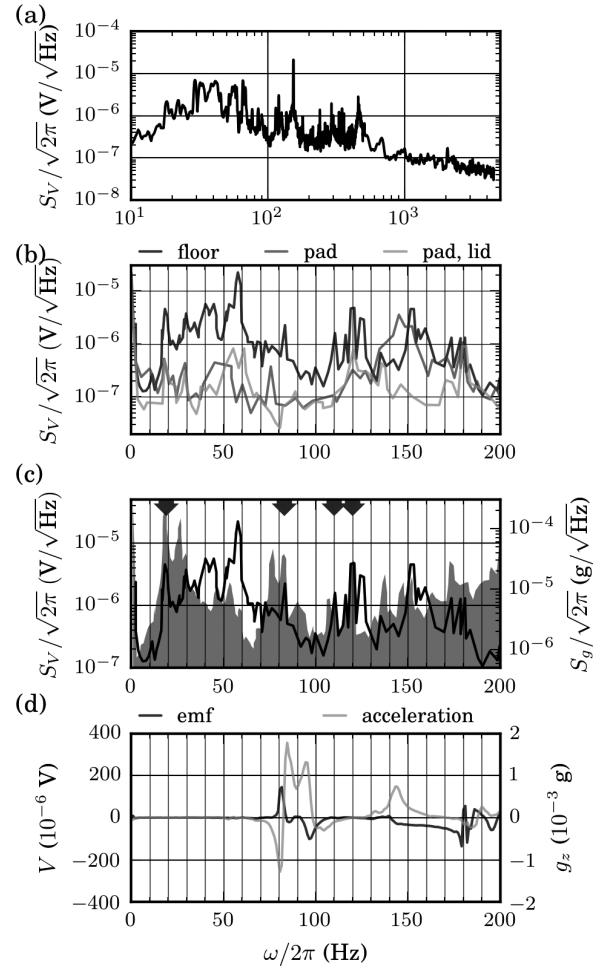 (a)
10⁻⁴
10⁻⁵
10⁻⁶
10⁻⁷
10⁻⁸
S_V/√2π (V/√Hz)
10¹ 10² 10³
(b)
floor pad pad, lid
10⁻⁵
10⁻⁶
10⁻⁷
S_V/√2π (V/√Hz)
0 50 100 150 200
(c)
10⁻⁵
10⁻⁶
10⁻⁷
S_V/√2π (V/√Hz)
10⁻⁴
10⁻⁵
10⁻⁶
S_g/√2π (g/√Hz)
0 50 100 150 200
(d)
emf acceleration
400
200
0
−200
−400
V (10⁻⁶ V)
2
1
0
−1
−2
g_z (10⁻³ g)
0 50 100 150 200
ω/2π (Hz)